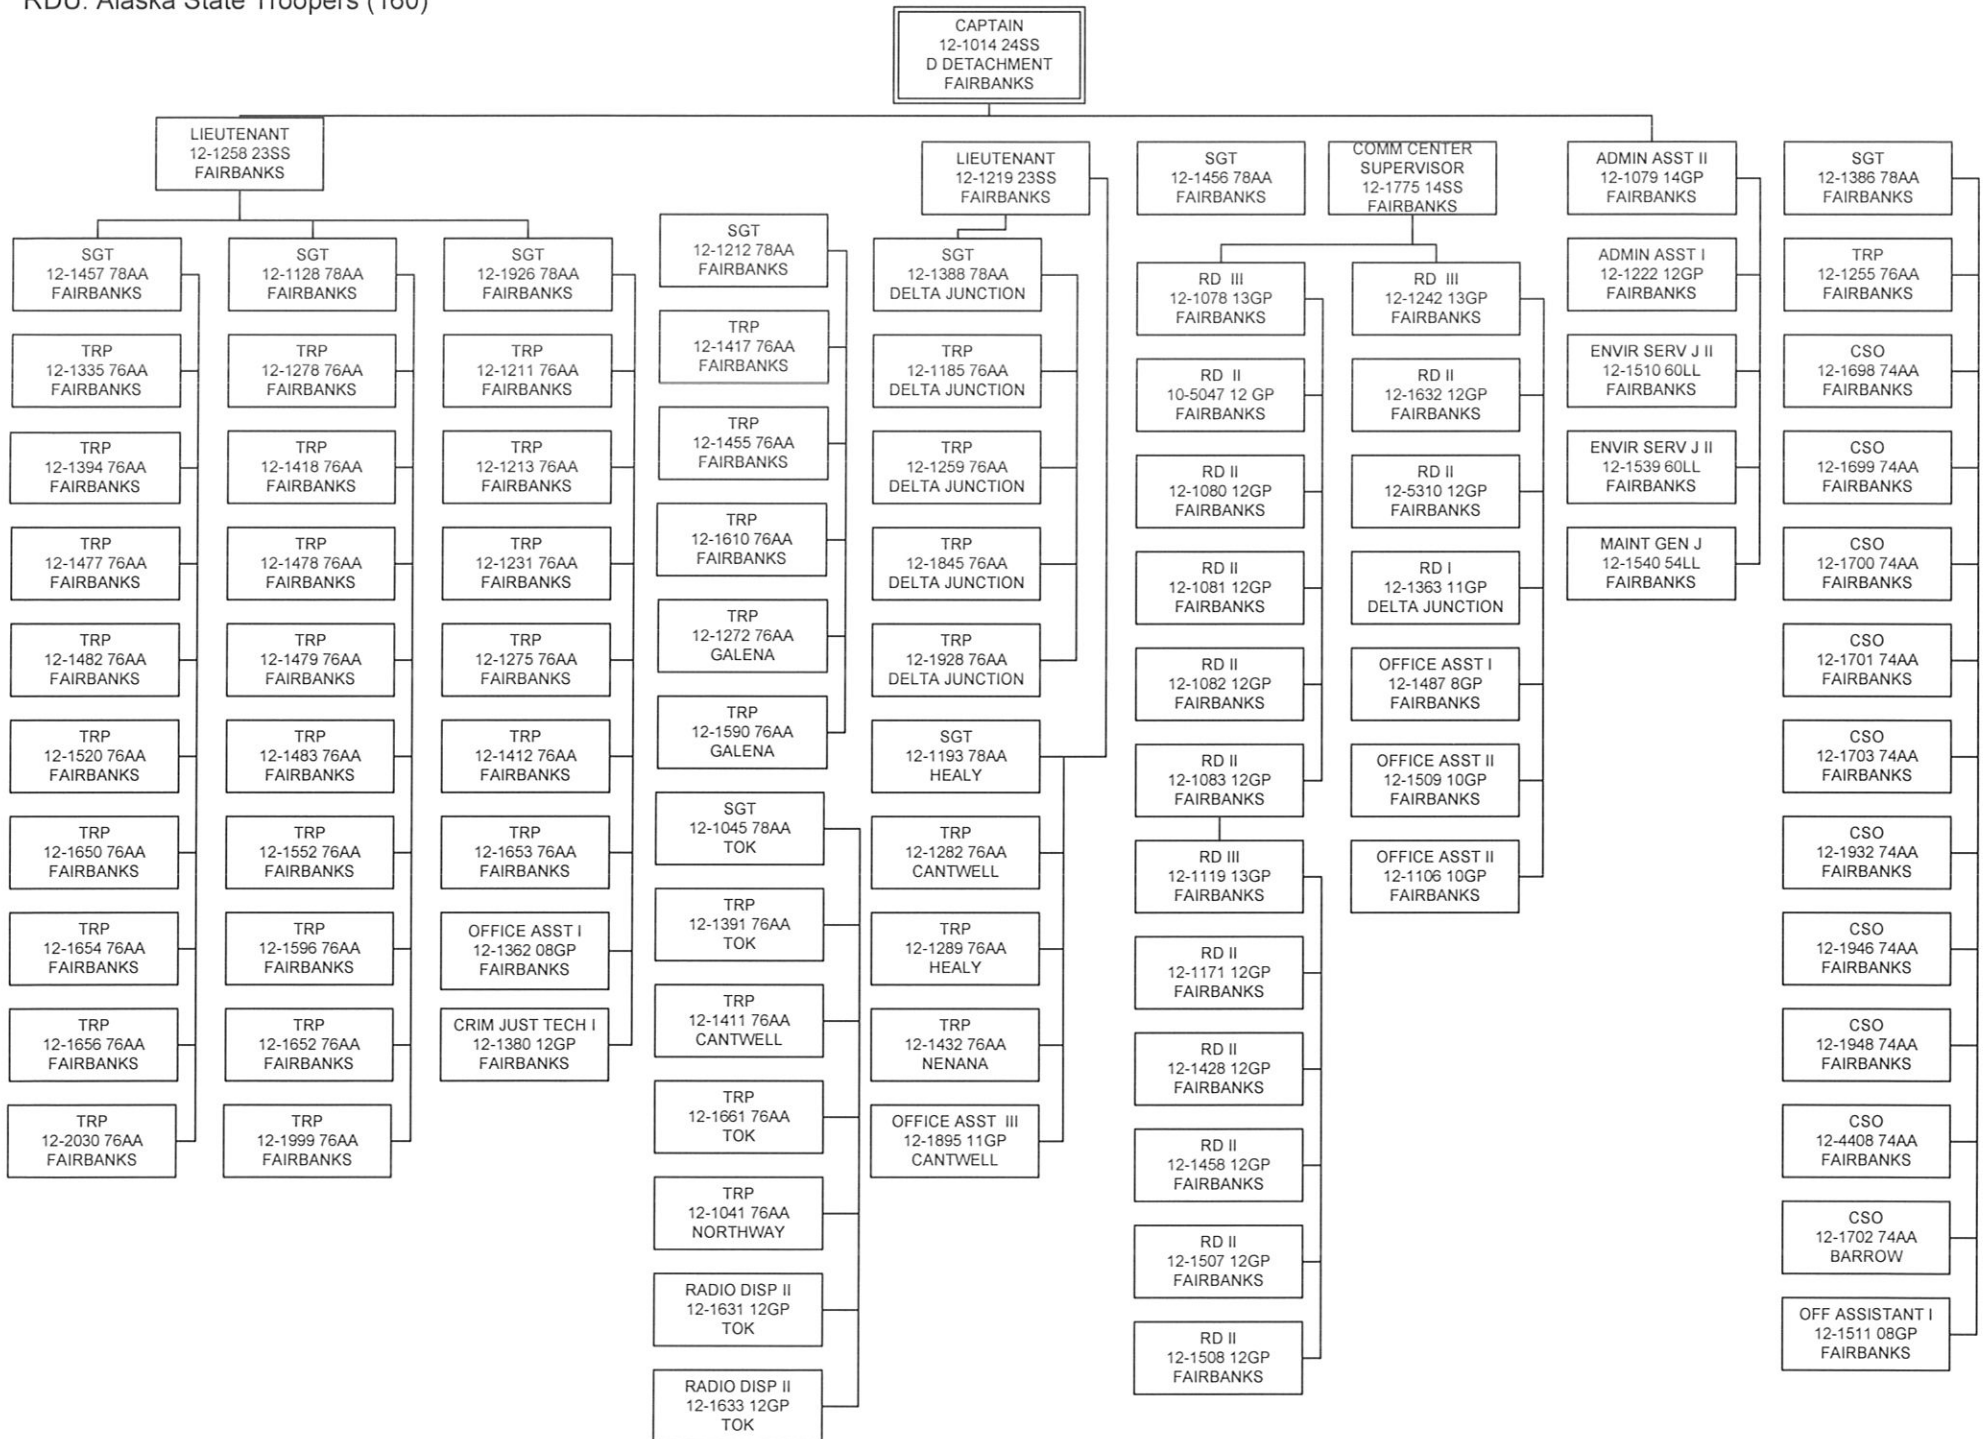 RDU: Alaska State Troopers (160)
CAPTAIN
12-1014 24SS
D DETACHMENT
FAIRBANKS
LIEUTENANT
12-1258 23SS
FAIRBANKS
SGT
12-1457 78AA
FAIRBANKS
TRP
12-1335 76AA
FAIRBANKS
TRP
12-1394 76AA
FAIRBANKS
TRP
12-1477 76AA
FAIRBANKS
TRP
12-1482 76AA
FAIRBANKS
TRP
12-1520 76AA
FAIRBANKS
TRP
12-1650 76AA
FAIRBANKS
TRP
12-1654 76AA
FAIRBANKS
TRP
12-1656 76AA
FAIRBANKS
TRP
12-2030 76AA
FAIRBANKS
SGT
12-1128 78AA
FAIRBANKS
TRP
12-1278 76AA
FAIRBANKS
TRP
12-1418 76AA
FAIRBANKS
TRP
12-1478 76AA
FAIRBANKS
TRP
12-1479 76AA
FAIRBANKS
TRP
12-1483 76AA
FAIRBANKS
TRP
12-1552 76AA
FAIRBANKS
TRP
12-1596 76AA
FAIRBANKS
TRP
12-1652 76AA
FAIRBANKS
TRP
12-1999 76AA
FAIRBANKS
SGT
12-1926 78AA
FAIRBANKS
TRP
12-1211 76AA
FAIRBANKS
TRP
12-1213 76AA
FAIRBANKS
TRP
12-1231 76AA
FAIRBANKS
TRP
12-1275 76AA
FAIRBANKS
TRP
12-1412 76AA
FAIRBANKS
TRP
12-1653 76AA
FAIRBANKS
OFFICE ASST I
12-1362 08GP
FAIRBANKS
CRIM JUST TECH I
12-1380 12GP
FAIRBANKS
SGT
12-1212 78AA
FAIRBANKS
TRP
12-1417 76AA
FAIRBANKS
TRP
12-1455 76AA
FAIRBANKS
TRP
12-1610 76AA
FAIRBANKS
TRP
12-1272 76AA
GALENA
TRP
12-1590 76AA
GALENA
SGT
12-1045 78AA
TOK
TRP
12-1391 76AA
TOK
TRP
12-1411 76AA
CANTWELL
TRP
12-1661 76AA
TOK
TRP
12-1041 76AA
NORTHWAY
RADIO DISP II
12-1631 12GP
TOK
RADIO DISP II
12-1633 12GP
TOK
LIEUTENANT
12-1219 23SS
FAIRBANKS
SGT
12-1388 78AA
DELTA JUNCTION
TRP
12-1185 76AA
DELTA JUNCTION
TRP
12-1259 76AA
DELTA JUNCTION
TRP
12-1845 76AA
DELTA JUNCTION
TRP
12-1928 76AA
DELTA JUNCTION
SGT
12-1193 78AA
HEALY
TRP
12-1282 76AA
CANTWELL
TRP
12-1289 76AA
HEALY
TRP
12-1432 76AA
NENANA
OFFICE ASST III
12-1895 11GP
CANTWELL
SGT
12-1456 78AA
FAIRBANKS
COMM CENTER
SUPERVISOR
12-1775 14SS
FAIRBANKS
RD III
12-1078 13GP
FAIRBANKS
RD II
10-5047 12 GP
FAIRBANKS
RD II
12-1080 12GP
FAIRBANKS
RD II
12-1081 12GP
FAIRBANKS
RD II
12-1082 12GP
FAIRBANKS
RD II
12-1083 12GP
FAIRBANKS
RD III
12-1119 13GP
FAIRBANKS
RD II
12-1171 12GP
FAIRBANKS
RD II
12-1428 12GP
FAIRBANKS
RD II
12-1458 12GP
FAIRBANKS
RD II
12-1507 12GP
FAIRBANKS
RD II
12-1508 12GP
FAIRBANKS
RD III
12-1242 13GP
FAIRBANKS
RD II
12-1632 12GP
FAIRBANKS
RD II
12-5310 12GP
FAIRBANKS
RD I
12-1363 11GP
DELTA JUNCTION
OFFICE ASST I
12-1487 8GP
FAIRBANKS
OFFICE ASST II
12-1509 10GP
FAIRBANKS
OFFICE ASST II
12-1106 10GP
FAIRBANKS
ADMIN ASST II
12-1079 14GP
FAIRBANKS
ADMIN ASST I
12-1222 12GP
FAIRBANKS
ENVIR SERV J II
12-1510 60LL
FAIRBANKS
ENVIR SERV J II
12-1539 60LL
FAIRBANKS
MAINT GEN J
12-1540 54LL
FAIRBANKS
SGT
12-1386 78AA
FAIRBANKS
TRP
12-1255 76AA
FAIRBANKS
CSO
12-1698 74AA
FAIRBANKS
CSO
12-1699 74AA
FAIRBANKS
CSO
12-1700 74AA
FAIRBANKS
CSO
12-1701 74AA
FAIRBANKS
CSO
12-1703 74AA
FAIRBANKS
CSO
12-1932 74AA
FAIRBANKS
CSO
12-1946 74AA
FAIRBANKS
CSO
12-1948 74AA
FAIRBANKS
CSO
12-4408 74AA
FAIRBANKS
CSO
12-1702 74AA
BARROW
OFF ASSISTANT I
12-1511 08GP
FAIRBANKS